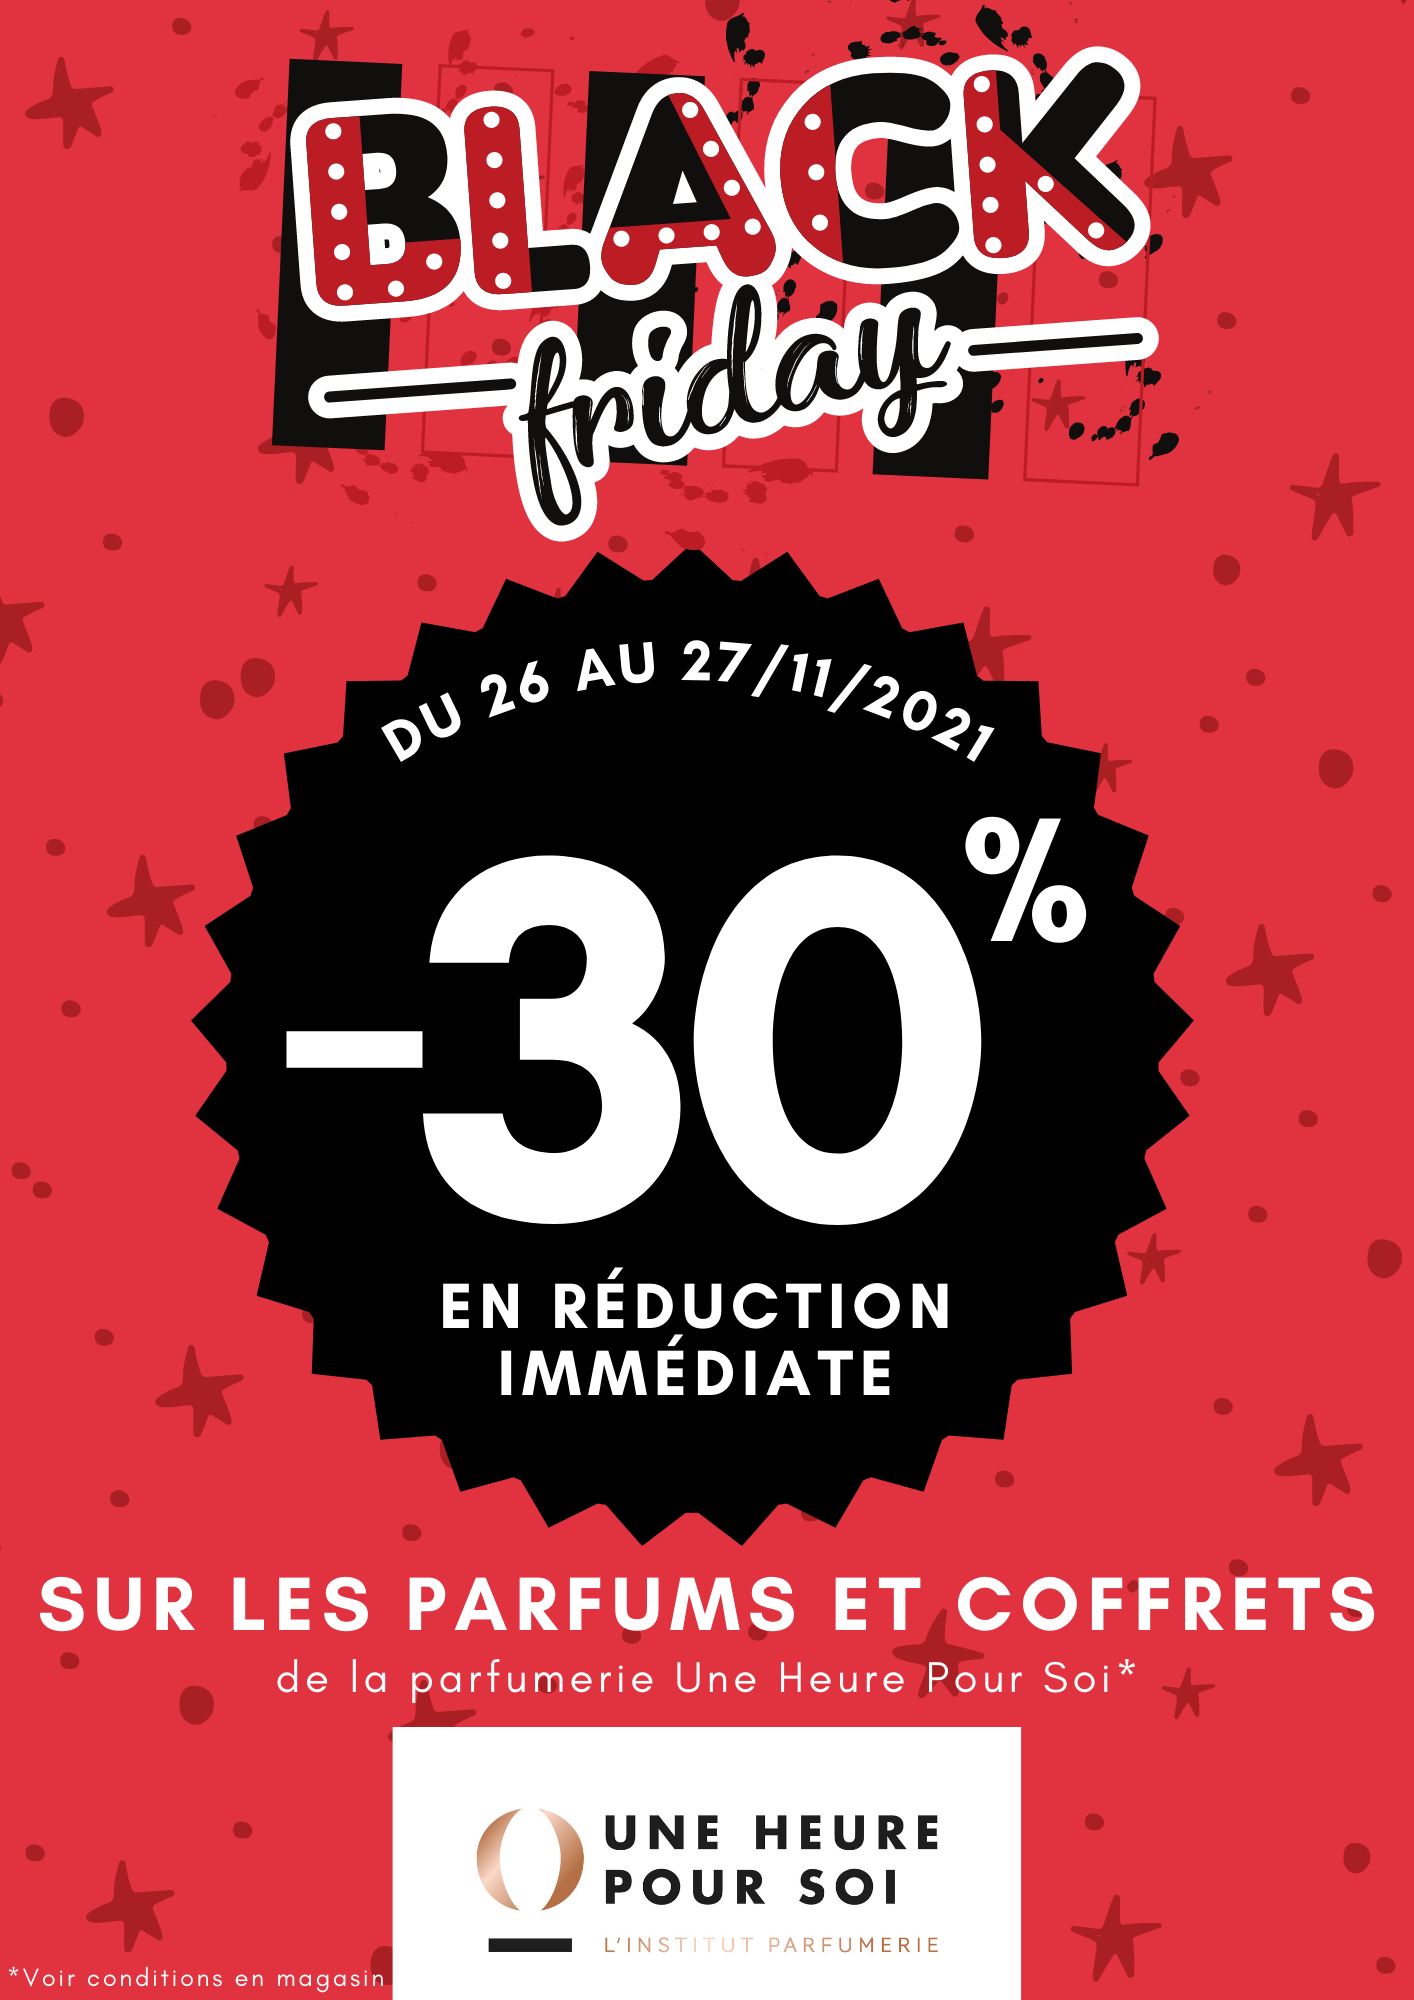 BLACK
friday
DU 26 AU 27/11/2021
-30%
EN RÉDUCTION
IMMÉDIATE
SUR LES PARFUMS ET COFFRETS
de la parfumerie Une Heure Pour Soi*
UNE HEURE
POUR SOI
L'INSTITUT PARFUMERIE
*Voir conditions en magasin